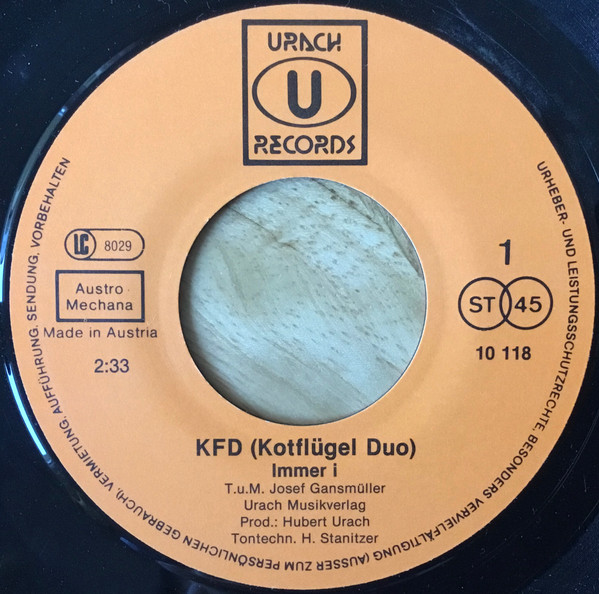 URACH
U
RECORDS
LC 8029
Austro
Mechana
Made in Austria
2:33
1
ST 45
10 118
KFD (Kotflügel Duo)
Immer i
T.u.M. Josef Gansmüller
Urach Musikverlag
Prod.: Hubert Urach
Tontechn. H. Stanitzer
URHEBER- UND LEISTUNGSSCHUTZRECHTE, BESONDERS VERVIELFÄLTIGUNG (AUSSER ZUM PERSÖNLICHEN GEBRAUCH), VERMIETUNG, AUFFÜHRUNG, SENDUNG, VORBEHALTEN